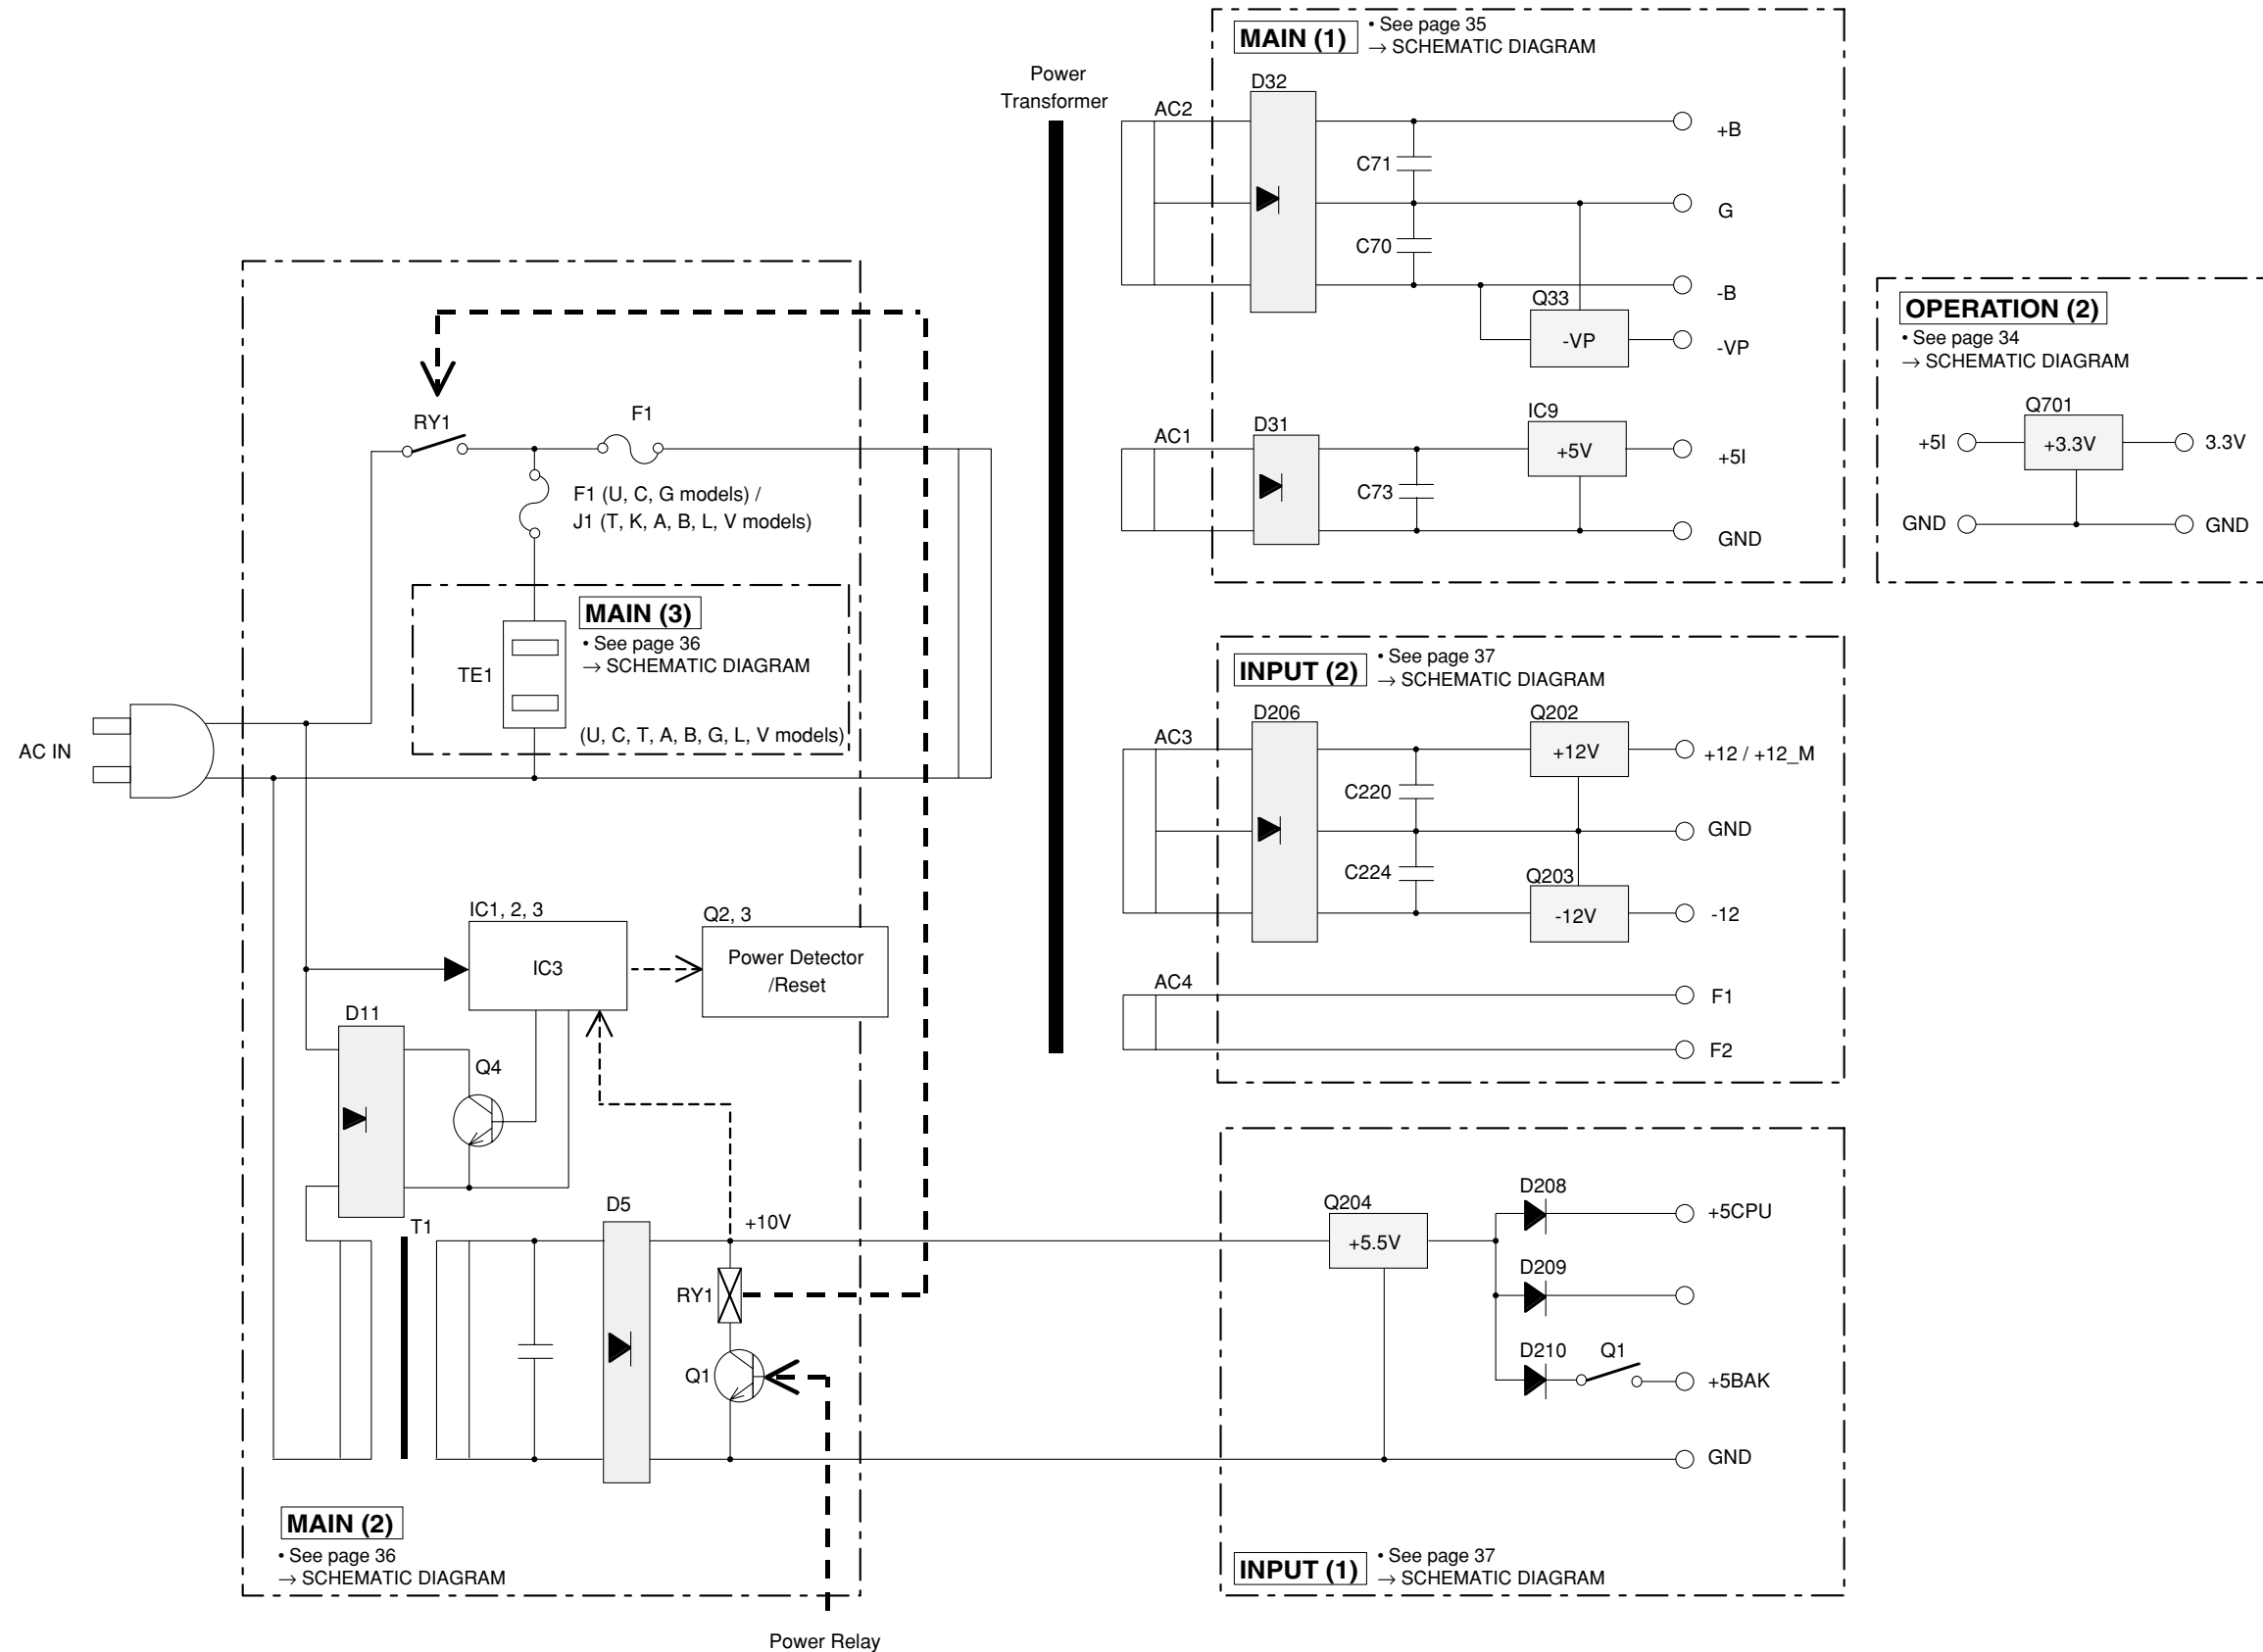 Power
Transformer
MAIN (1)
• See page 35
→ SCHEMATIC DIAGRAM
D32
AC2
+B
C71
G
C70
-B
Q33
-VP
-VP
D31
AC1
IC9
+5V
+5I
C73
GND
OPERATION (2)
• See page 34
→ SCHEMATIC DIAGRAM
Q701
+5I
+3.3V
3.3V
GND
GND
RY1
F1
F1 (U, C, G models) /
J1 (T, K, A, B, L, V models)
MAIN (3)
• See page 36
→ SCHEMATIC DIAGRAM
TE1
(U, C, T, A, B, G, L, V models)
AC IN
INPUT (2)
• See page 37
→ SCHEMATIC DIAGRAM
D206
Q202
AC3
+12V
+12 / +12_M
C220
GND
C224
Q203
-12V
-12
AC4
F1
F2
IC1, 2, 3
IC3
Q2, 3
Power Detector
/Reset
D11
Q4
T1
D5
+10V
RY1
Q1
Q204
+5.5V
D208
+5CPU
D209
D210
Q1
+5BAK
GND
MAIN (2)
• See page 36
→ SCHEMATIC DIAGRAM
INPUT (1)
• See page 37
→ SCHEMATIC DIAGRAM
Power Relay